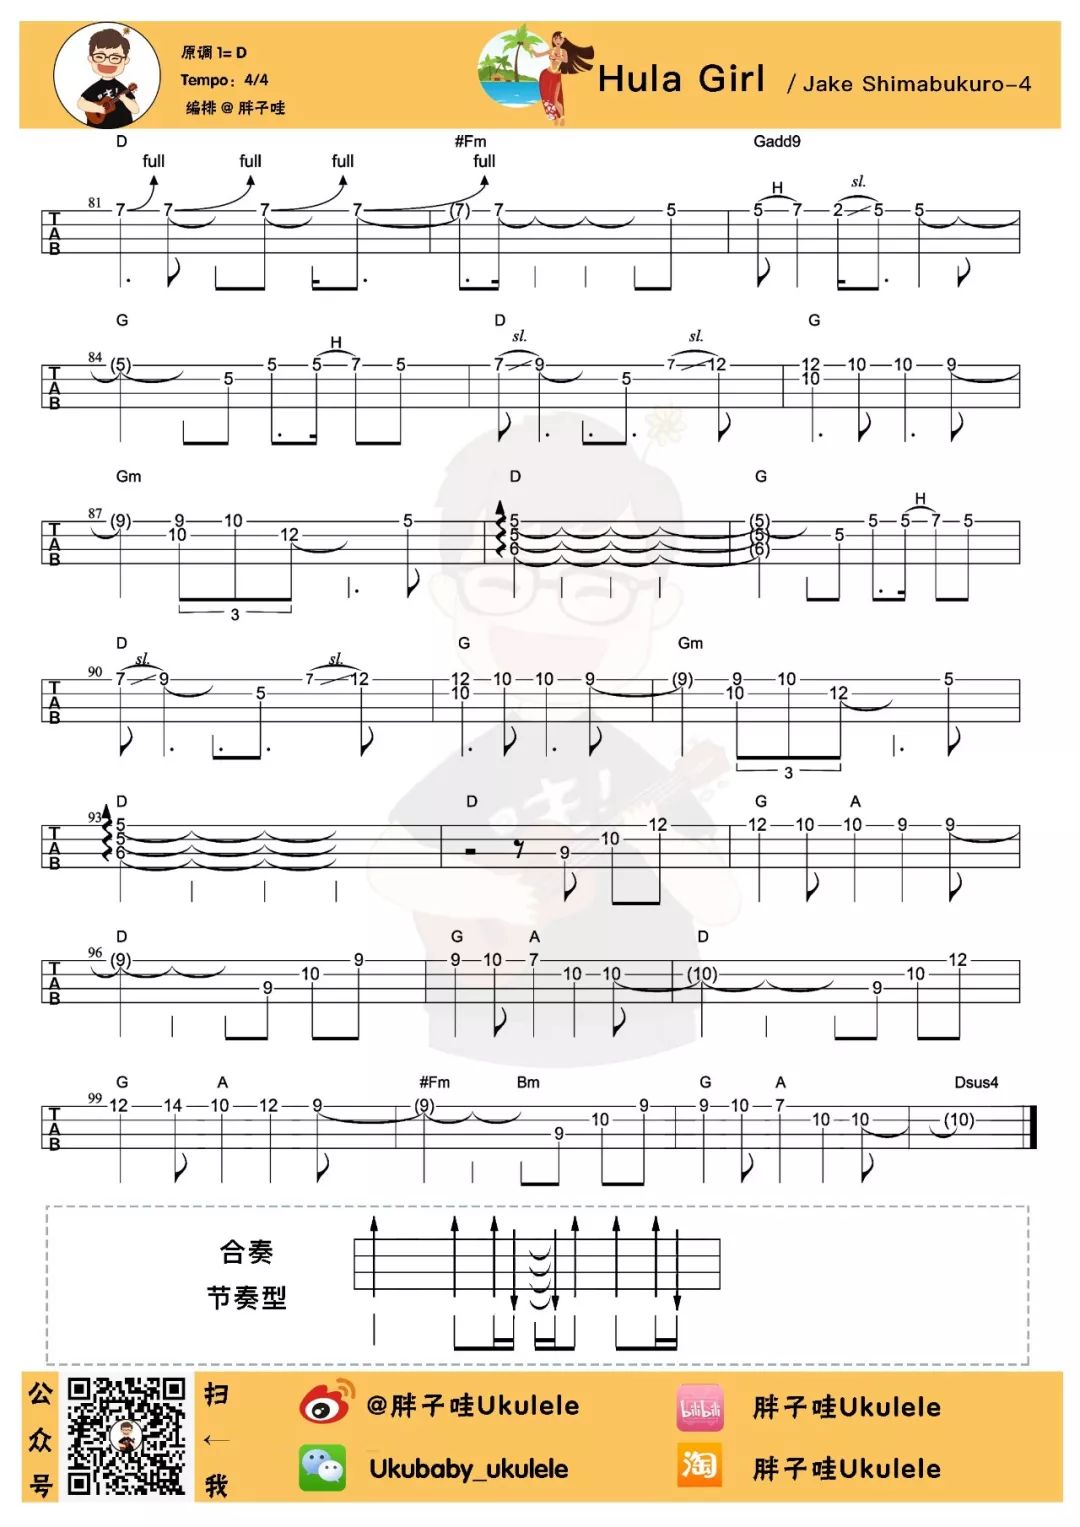 原调 1= D
Tempo：4/4
编排 @ 胖子哇
Hula Girl / Jake Shimabukuro-4
D #Fm Gadd9
full full full full H sl.
81 7 7 7 7 (7) 7 5 5 7 2 5 5
TAB
G D G
H sl. sl.
84 (5) 5 5 5 7 5 7 9 5 7 12 12 10 10 10 9
TAB
Gm D G
H
87 (9) 9 10 10 12 5 5 5 6 (5) 5 (6) 5 5 5 7 5
TAB
3
D G Gm
sl. sl.
90 7 9 5 7 12 12 10 10 10 9 (9) 9 10 10 12 5
TAB
3
D D G A
93 5 5 6 9 10 12 12 10 10 9 9
TAB
哇!
D G A D
96 (9) 9 10 9 9 10 7 10 10 (10) 9 10 12
TAB
G A #Fm Bm G A Dsus4
99 12 14 10 12 9 (9) 9 10 9 9 10 7 10 10 (10)
TAB
合奏
节奏型
公众号
扫←我
@胖子哇Ukulele
bilibili
胖子哇Ukulele
Ukubaby_ukulele
淘
胖子哇Ukulele